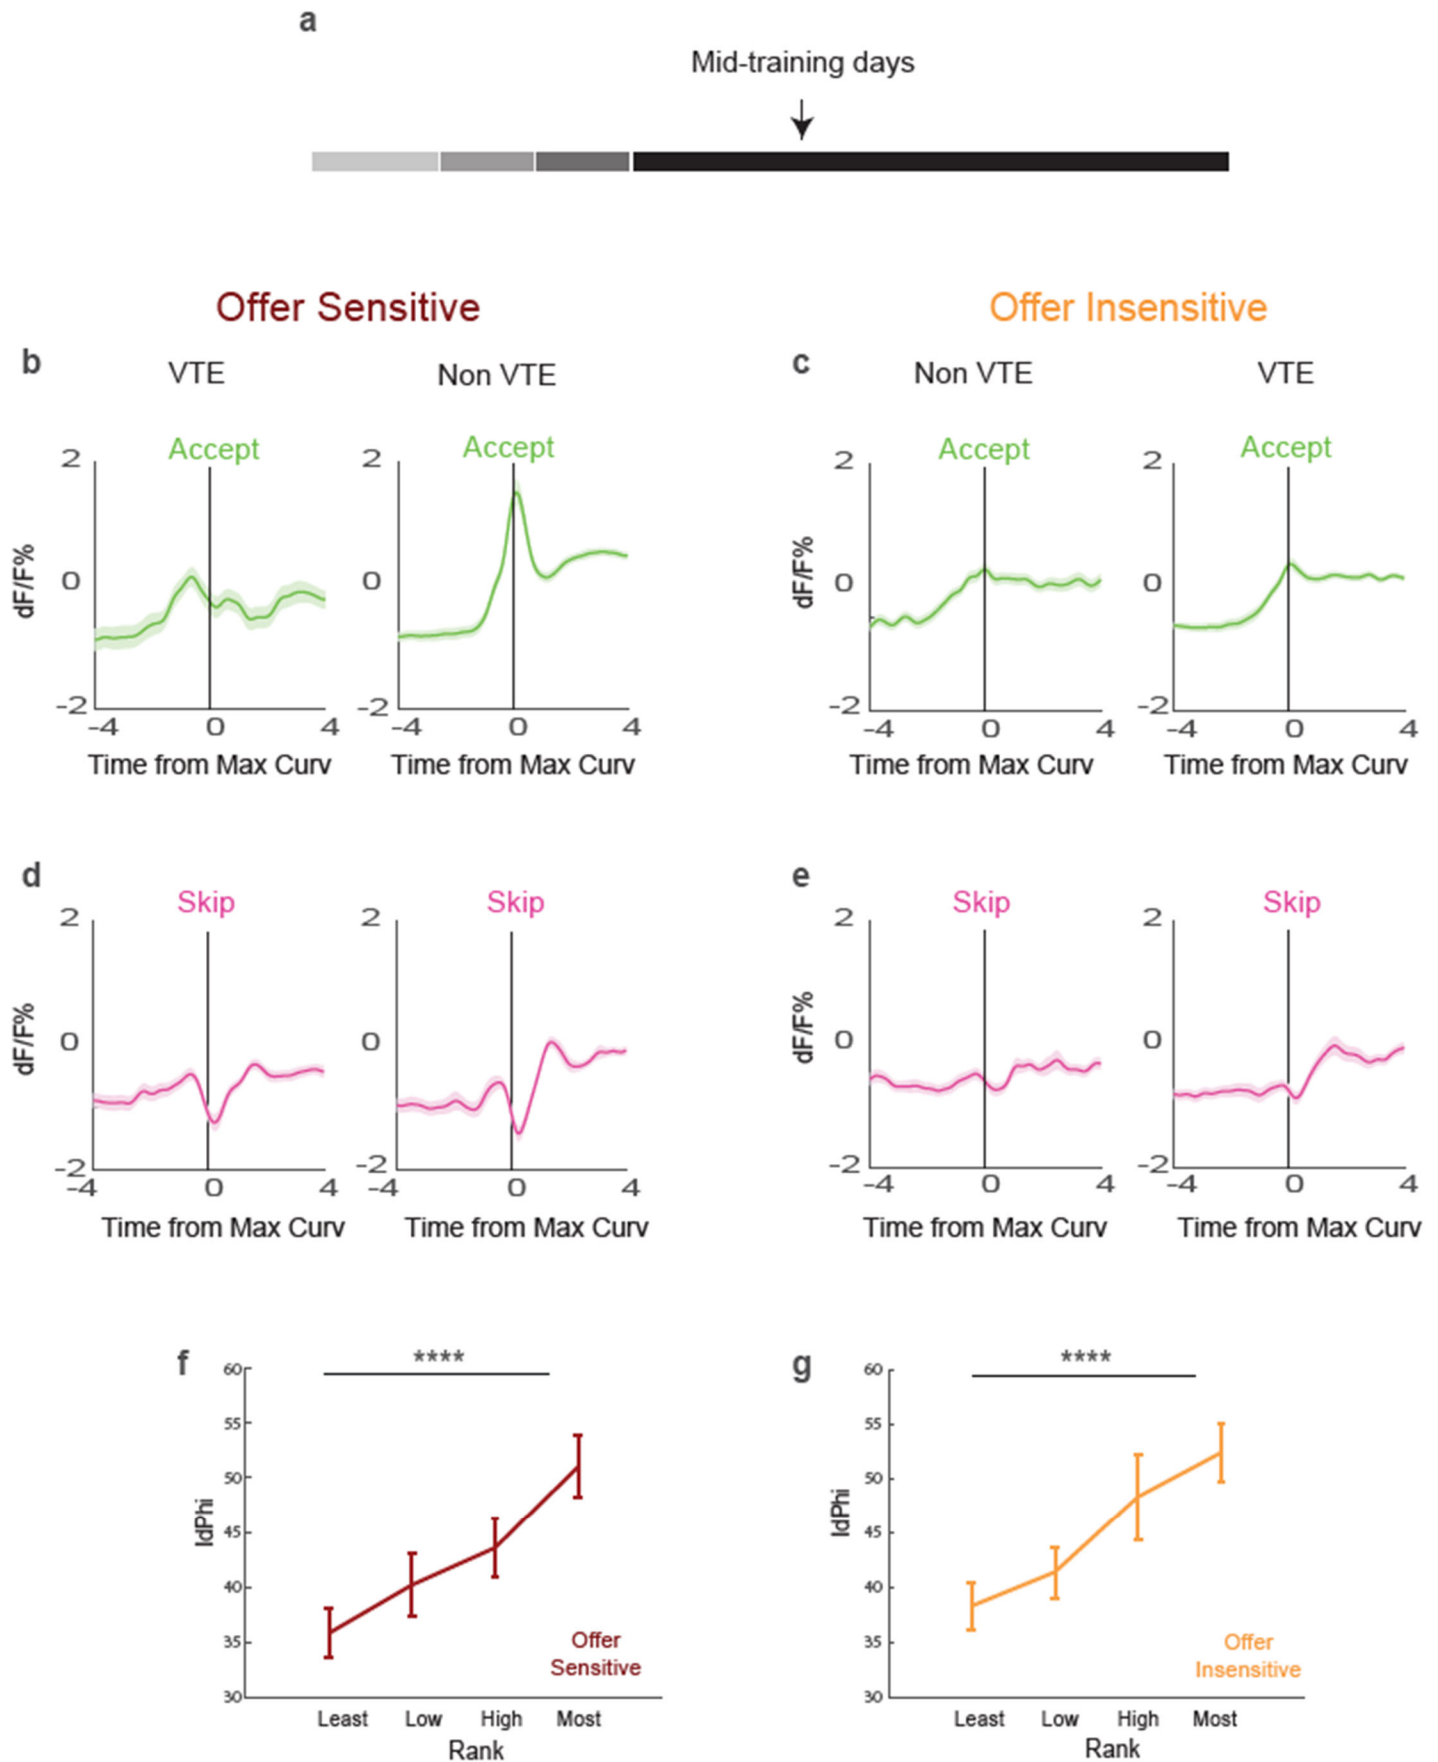 a
Mid-training days
Offer Sensitive
Offer Insensitive
b
VTE
Non VTE
c
Non VTE
VTE
Accept
Accept
Accept
Accept
2
0
-2
dF/F%
-4
0
4
Time from Max Curv
2
0
-2
-4
0
4
Time from Max Curv
2
0
-2
dF/F%
-4
0
4
Time from Max Curv
2
0
-2
-4
0
4
Time from Max Curv
d
e
Skip
Skip
Skip
Skip
2
0
-2
dF/F%
-4
0
4
Time from Max Curv
2
0
-2
-4
0
4
Time from Max Curv
2
0
-2
dF/F%
-4
0
4
Time from Max Curv
2
0
-2
-4
0
4
Time from Max Curv
f
****
60
55
50
45
40
35
30
IdPhi
Offer
Sensitive
Least
Low
High
Most
Rank
g
****
60
55
50
45
40
35
30
IdPhi
Offer
Insensitive
Least
Low
High
Most
Rank